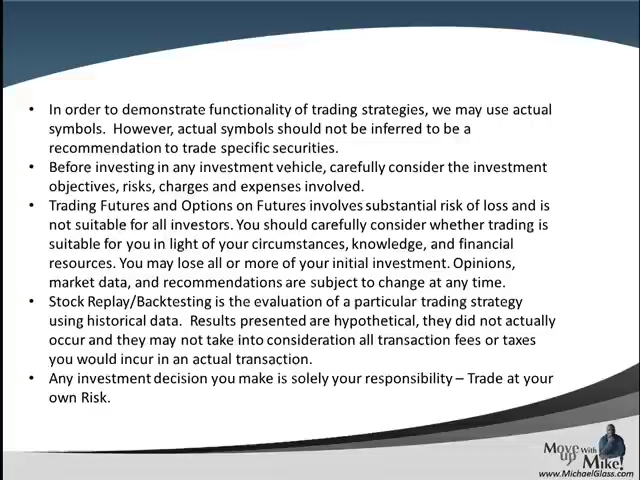 • In order to demonstrate functionality of trading strategies, we may use actual
symbols. However, actual symbols should not be inferred to be a
recommendation to trade specific securities.
• Before investing in any investment vehicle, carefully consider the investment
objectives, risks, charges and expenses involved.
• Trading Futures and Options on Futures involves substantial risk of loss and is
not suitable for all investors. You should carefully consider whether trading is
suitable for you in light of your circumstances, knowledge, and financial
resources. You may lose all or more of your initial investment. Opinions,
market data, and recommendations are subject to change at any time.
• Stock Replay/Backtesting is the evaluation of a particular trading strategy
using historical data. Results presented are hypothetical, they did not actually
occur and they may not take into consideration all transaction fees or taxes
you would incur in an actual transaction.
• Any investment decision you make is solely your responsibility – Trade at your
own Risk.
Move up With Mike!
www.MichaelGlass.com